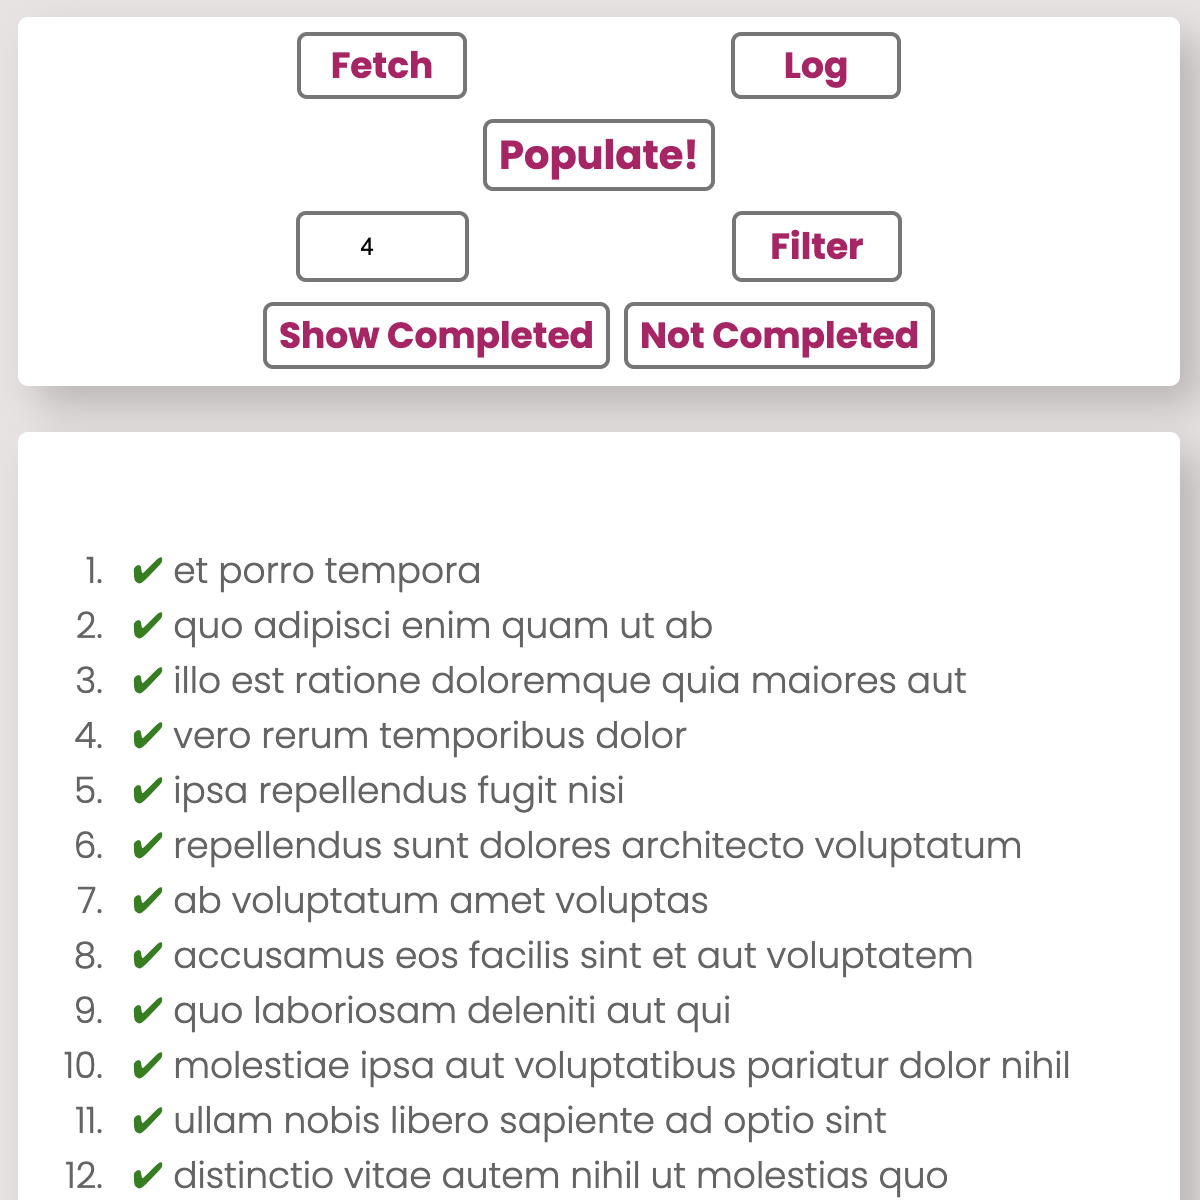 Fetch Log
Populate!
4 Filter
Show Completed Not Completed
1. ✔ et porro tempora
2. ✔ quo adipisci enim quam ut ab
3. ✔ illo est ratione doloremque quia maiores aut
4. ✔ vero rerum temporibus dolor
5. ✔ ipsa repellendus fugit nisi
6. ✔ repellendus sunt dolores architecto voluptatum
7. ✔ ab voluptatum amet voluptas
8. ✔ accusamus eos facilis sint et aut voluptatem
9. ✔ quo laboriosam deleniti aut qui
10. ✔ molestiae ipsa aut voluptatibus pariatur dolor nihil
11. ✔ ullam nobis libero sapiente ad optio sint
12. ✔ distinctio vitae autem nihil ut molestias quo